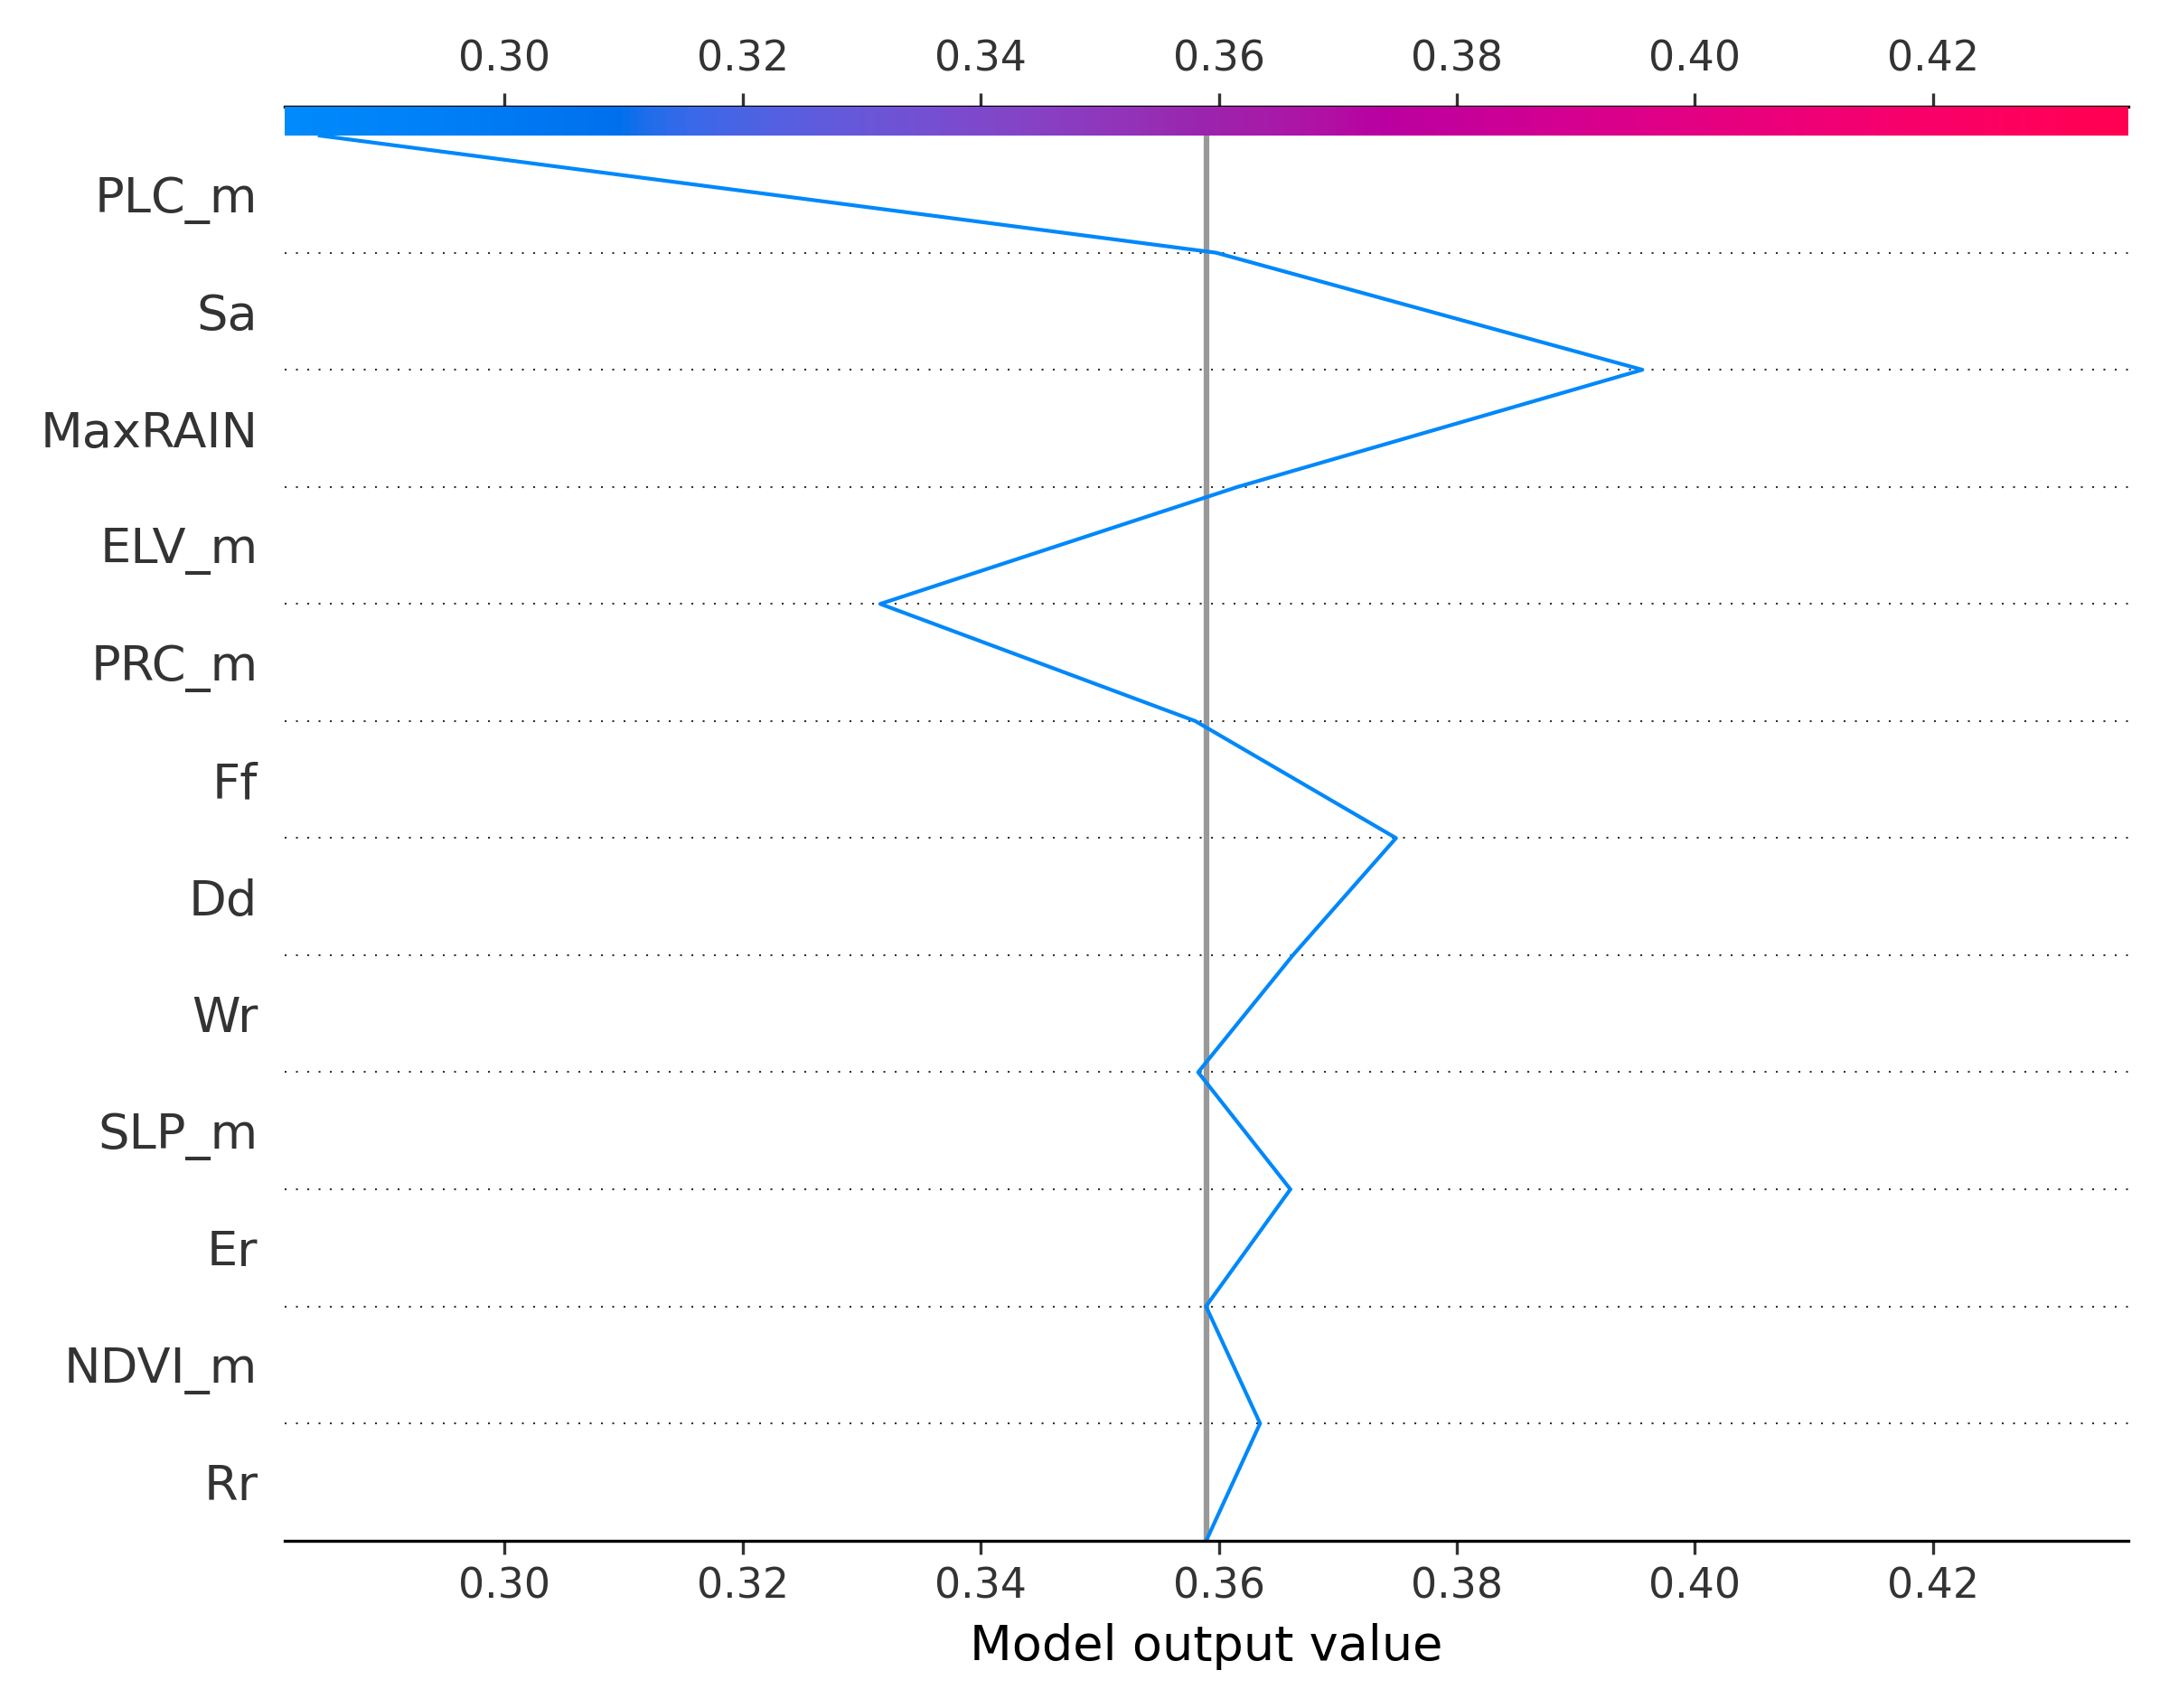 0.30 0.32 0.34 0.36 0.38 0.40 0.42
PLC_m
Sa
MaxRAIN
ELV_m
PRC_m
Ff
Dd
Wr
SLP_m
Er
NDVI_m
Rr
0.30 0.32 0.34 0.36 0.38 0.40 0.42
Model output value